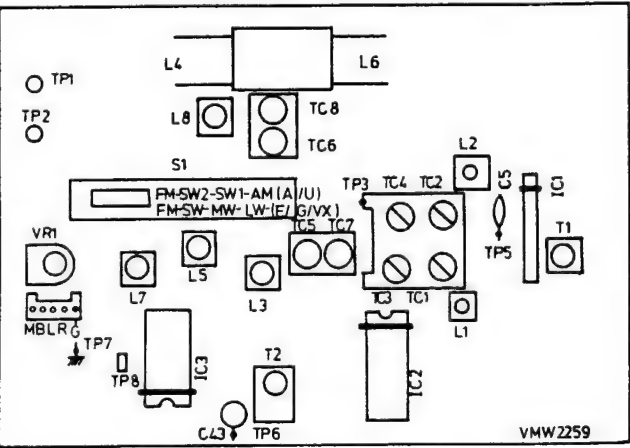 L4
L6
TP1
TP2
L8
TC8
TC6
S1
L2
C5
IC1
FM-SW2-SW1-AM(A/U)
FM-SW-MW-LW-(E/G/VX)
TP3
TC4
TC2
VR1
TC5
TC7
TP5
T1
L7
L5
L3
TC3
TC1
L1
MBLRG
TP7
TP8
IC3
T2
IC2
C43
TP6
VMW2259